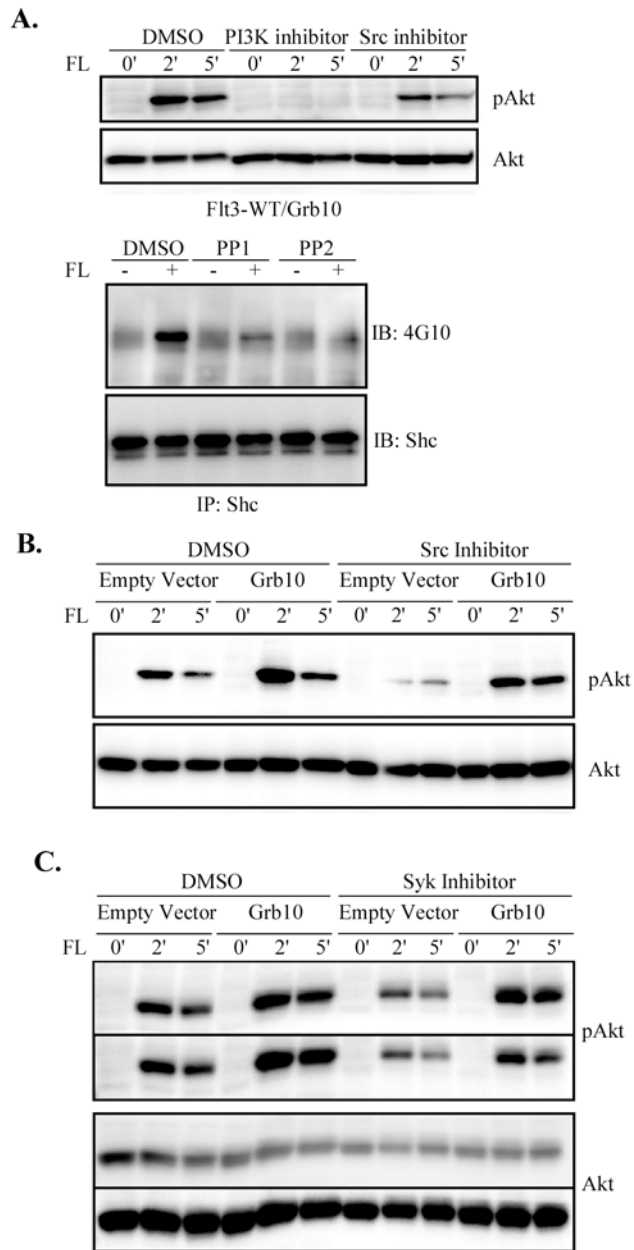 A.
DMSO PI3K inhibitor Src inhibitor
FL 0' 2' 5' 0' 2' 5' 0' 2' 5'
pAkt
Akt
Flt3-WT/Grb10
DMSO PP1 PP2
FL - + - + - +
IB: 4G10
IB: Shc
IP: Shc
B.
DMSO Src Inhibitor
Empty Vector Grb10 Empty Vector Grb10
FL 0' 2' 5' 0' 2' 5' 0' 2' 5' 0' 2' 5'
pAkt
Akt
C.
DMSO Syk Inhibitor
Empty Vector Grb10 Empty Vector Grb10
FL 0' 2' 5' 0' 2' 5' 0' 2' 5' 0' 2' 5'
pAkt
Akt